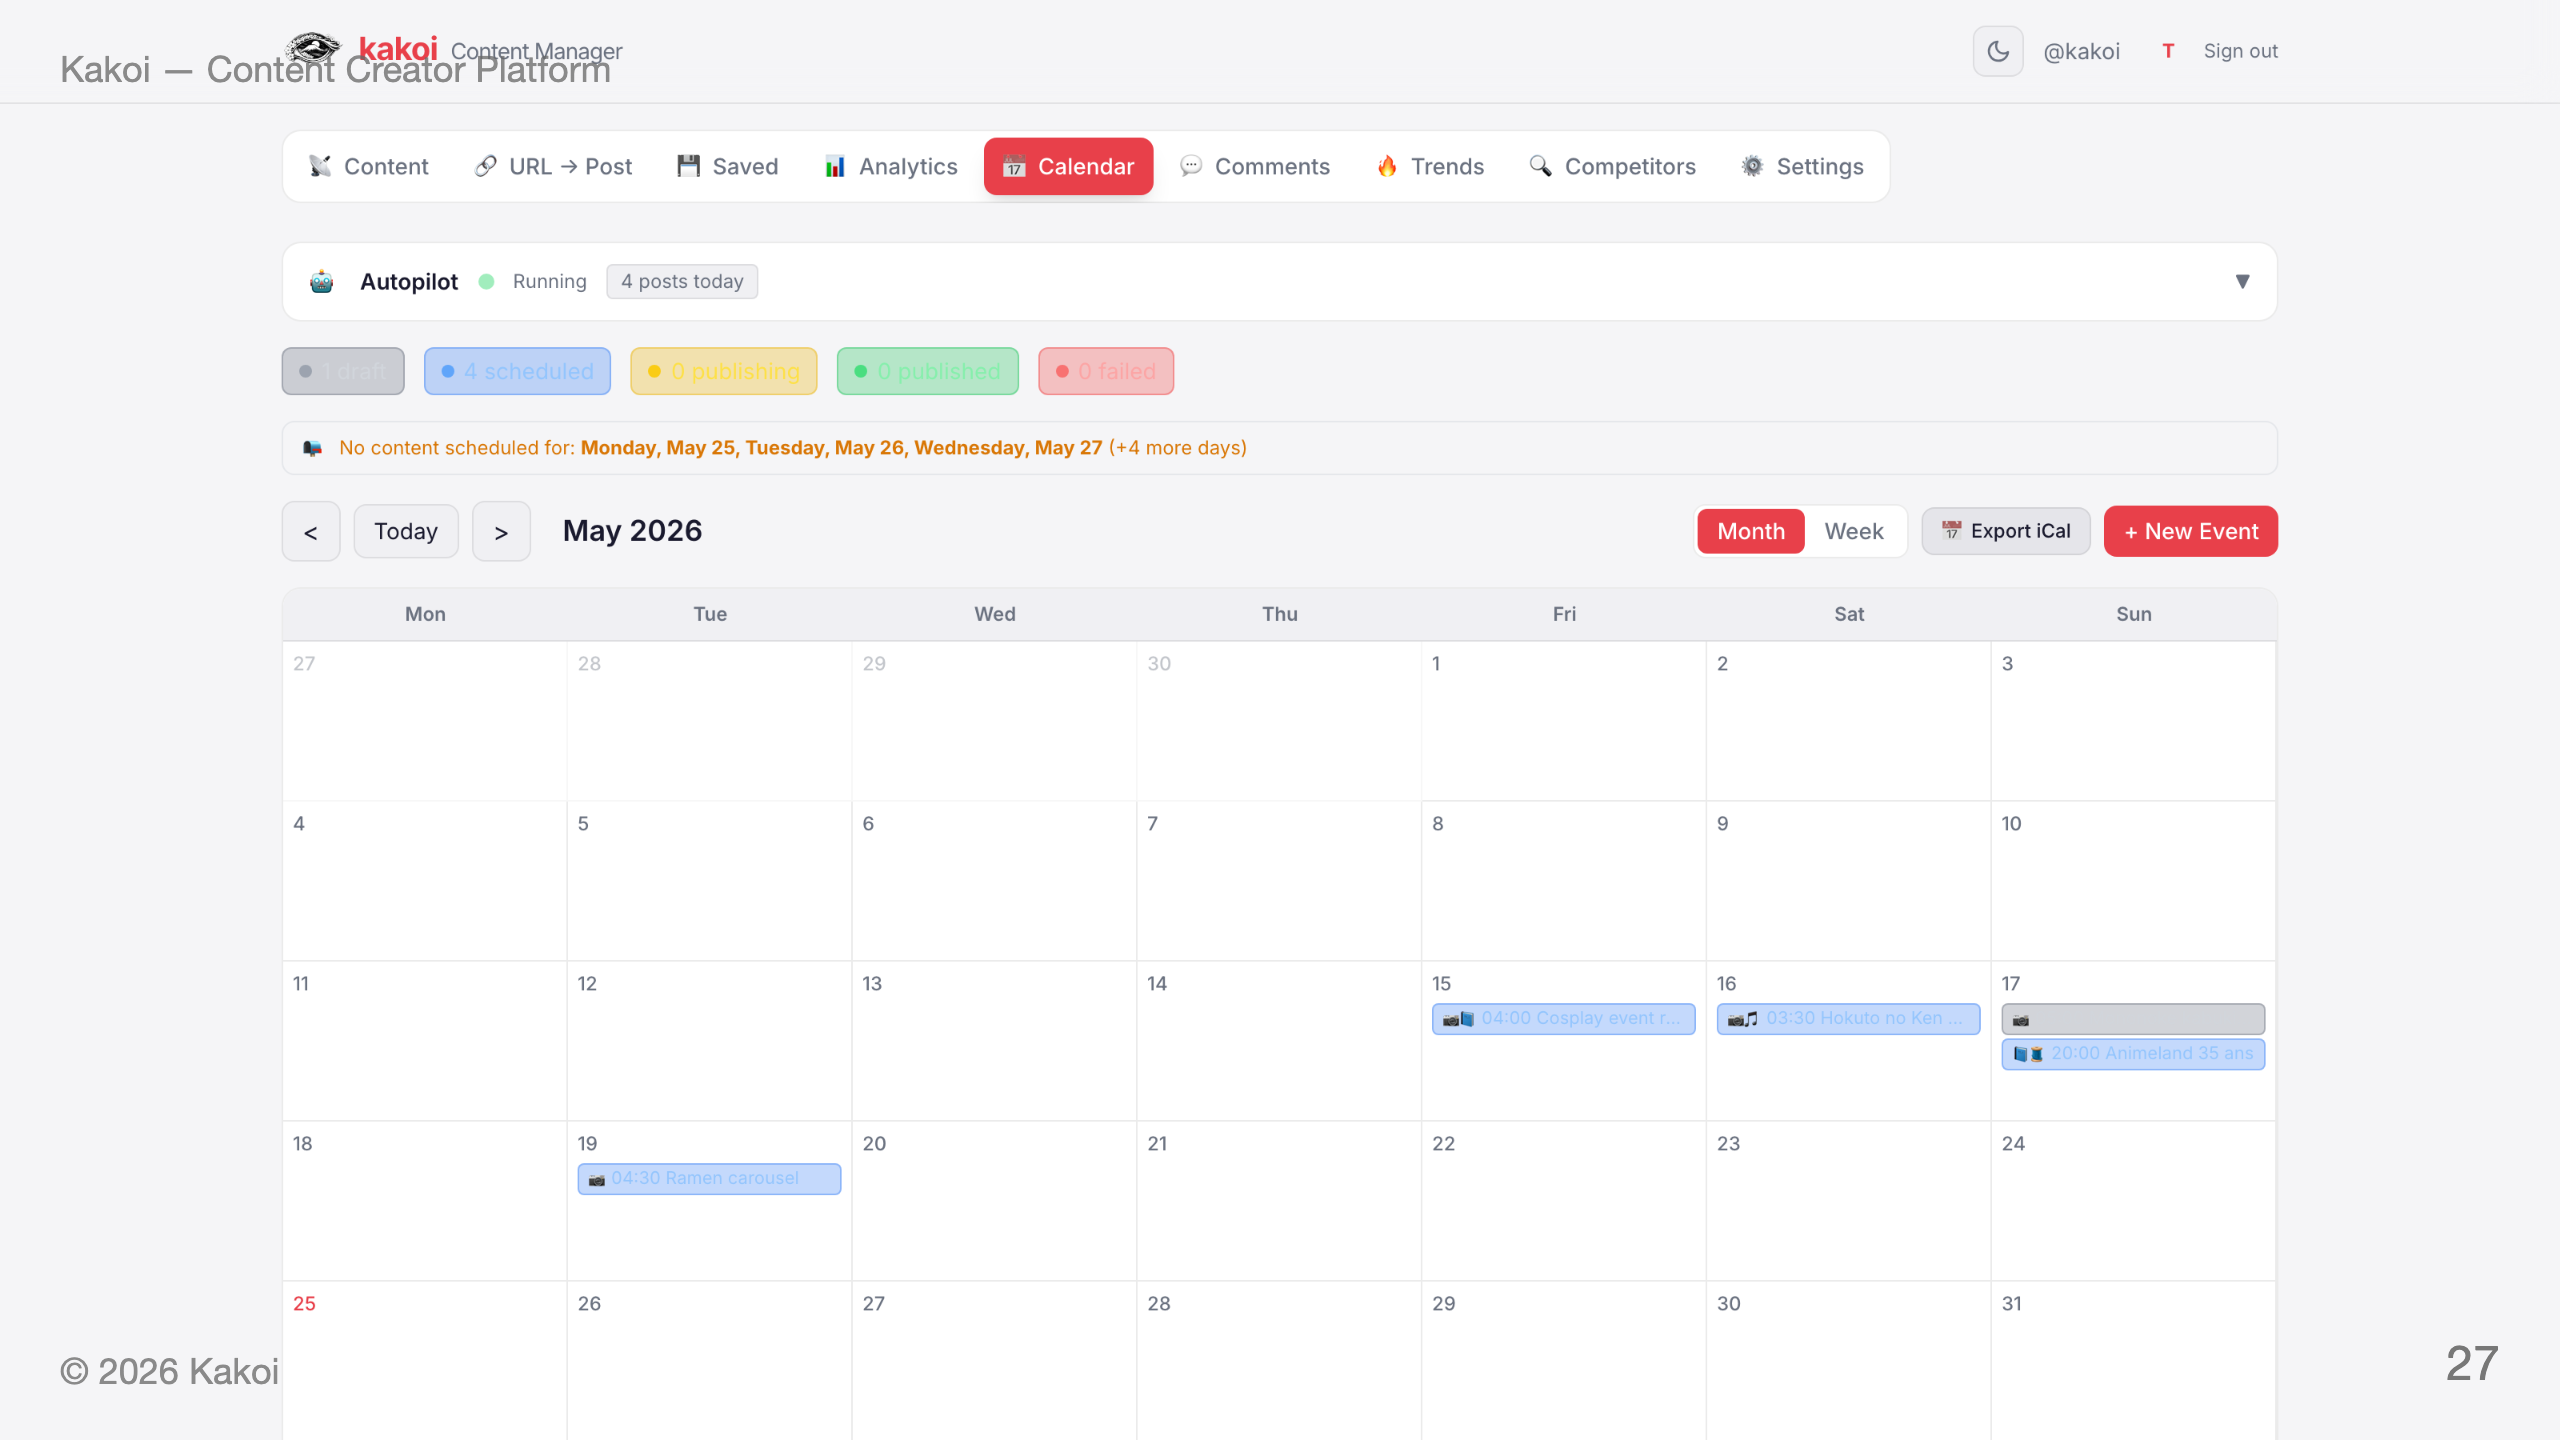 kakoi Content Manager
Kakoi — Content Creator Platform
@kakoi T Sign out
Content URL → Post Saved Analytics Calendar Comments Trends Competitors Settings
Autopilot Running 4 posts today ▼
1 draft 4 scheduled 0 publishing 0 published 0 failed
No content scheduled for: Monday, May 25, Tuesday, May 26, Wednesday, May 27 (+4 more days)
< Today > May 2026 Month Week Export iCal + New Event
Mon Tue Wed Thu Fri Sat Sun
27 28 29 30 1 2 3
4 5 6 7 8 9 10
11 12 13 14 15 16 17
04:00 Cosplay event r... 03:30 Hokuto no Ken ...
20:00 Animeland 35 ans
18 19 20 21 22 23 24
04:30 Ramen carousel
25 26 27 28 29 30 31
© 2026 Kakoi
27